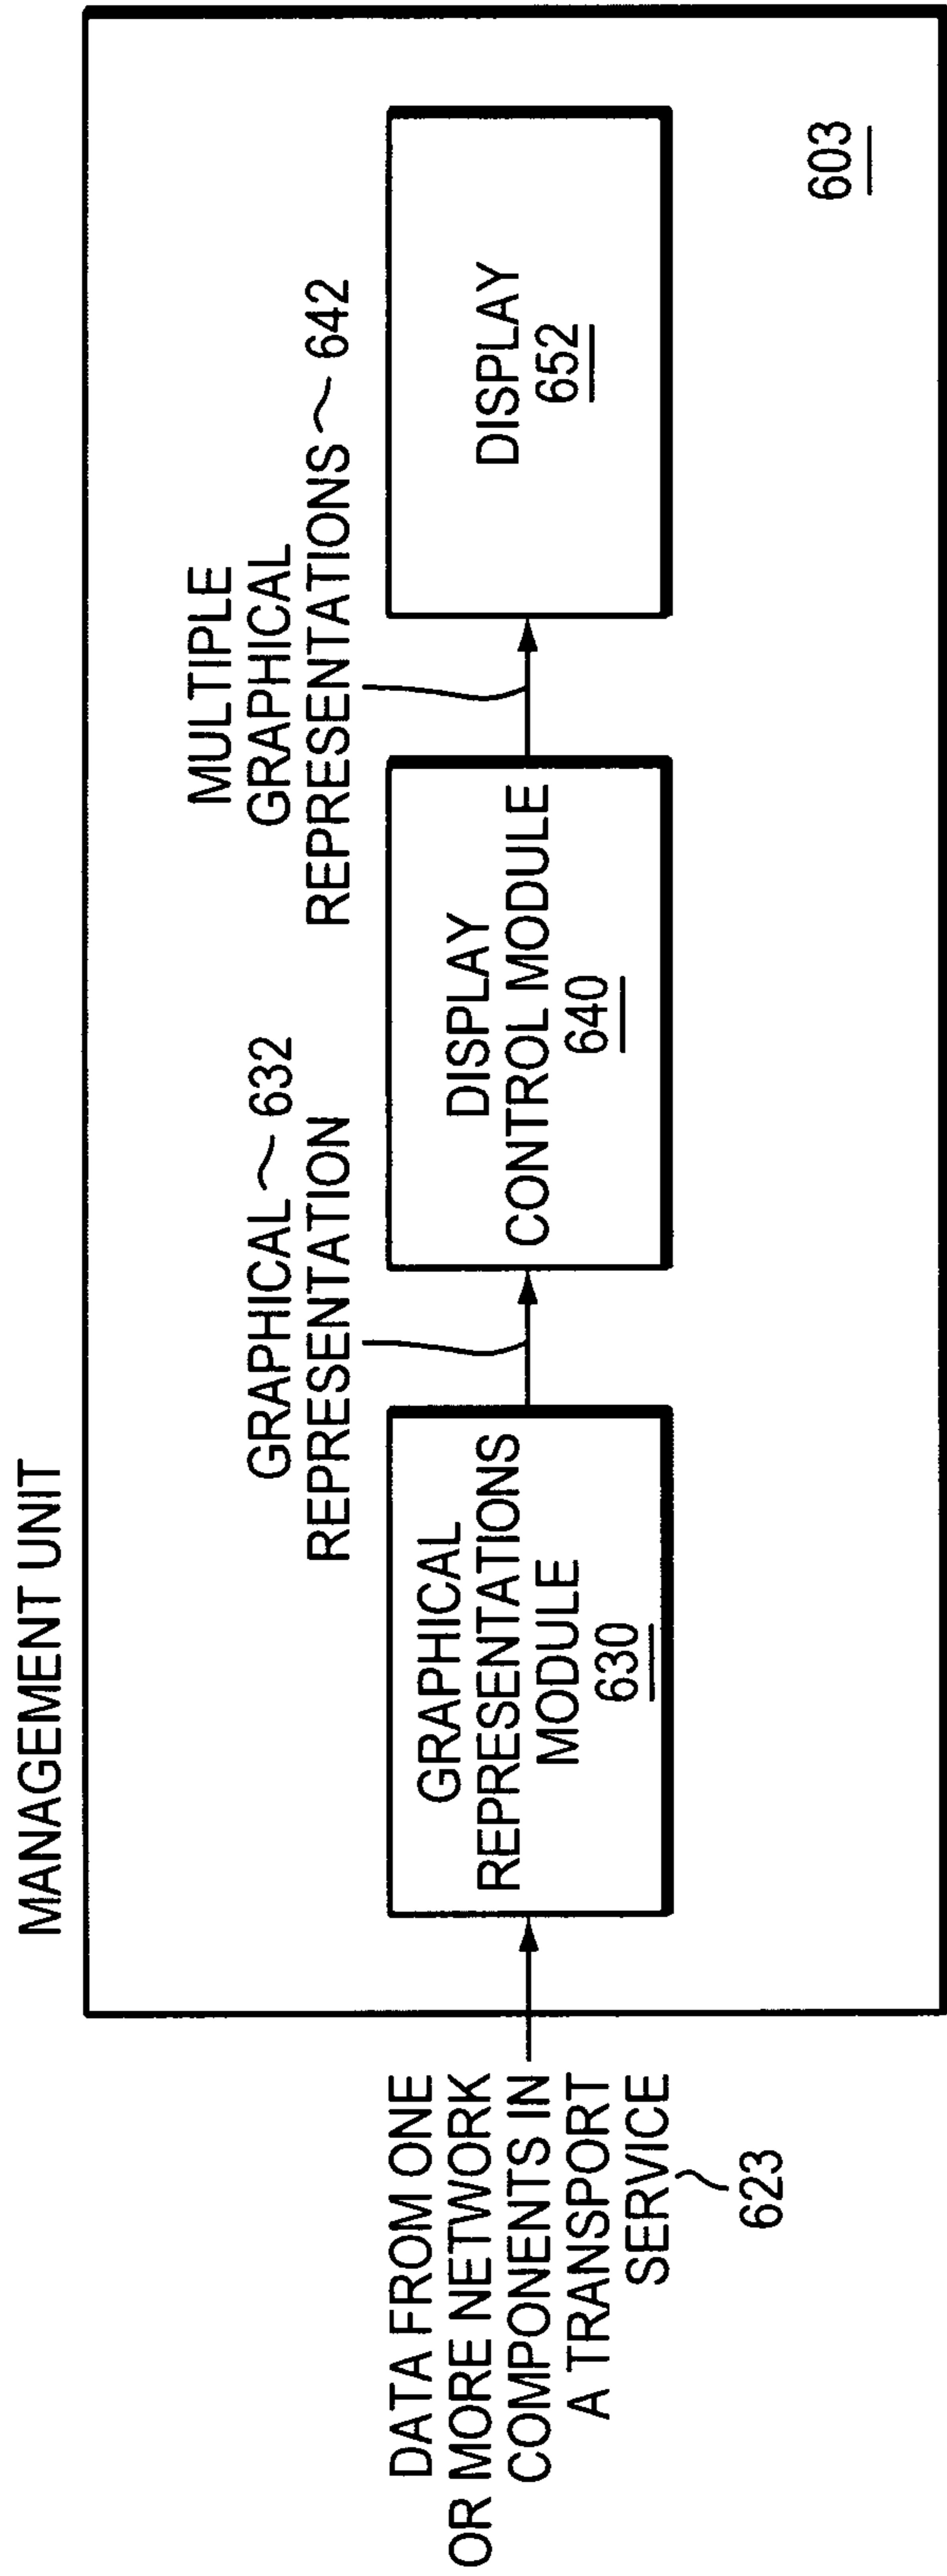 MANAGEMENT UNIT
DATA FROM ONE
OR MORE NETWORK
COMPONENTS IN
A TRANSPORT
SERVICE
623
GRAPHICAL
REPRESENTATIONS
MODULE
630
GRAPHICAL 632
REPRESENTATION
DISPLAY
CONTROL MODULE
640
MULTIPLE
GRAPHICAL
REPRESENTATIONS 642
DISPLAY
652
603